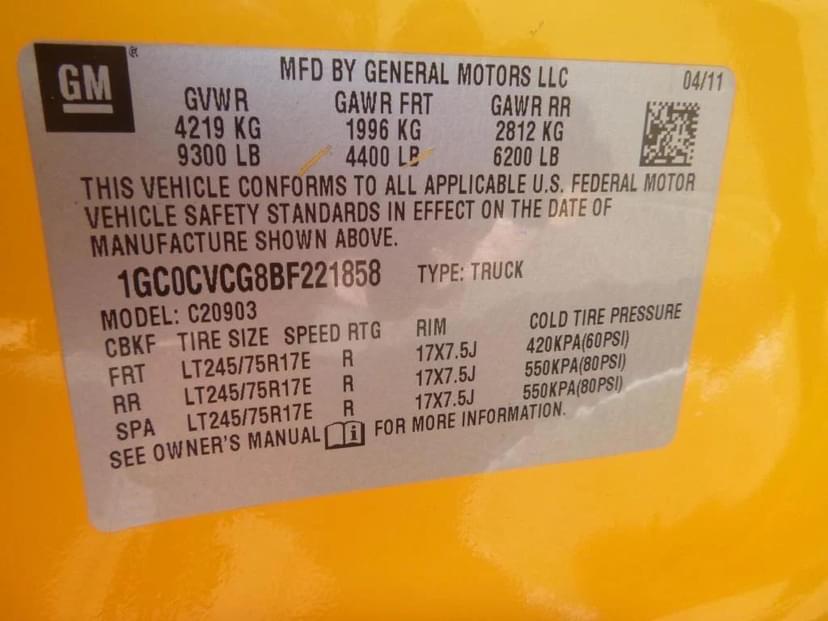 GM ®
MFD BY GENERAL MOTORS LLC 04/11
GVWR GAWR FRT GAWR RR
4219 KG 1996 KG 2812 KG
9300 LB 4400 LB 6200 LB
THIS VEHICLE CONFORMS TO ALL APPLICABLE U.S. FEDERAL MOTOR
VEHICLE SAFETY STANDARDS IN EFFECT ON THE DATE OF
MANUFACTURE SHOWN ABOVE.
1GC0CVCG8BF221858 TYPE: TRUCK
MODEL: C20903
CBKF TIRE SIZE SPEED RTG RIM COLD TIRE PRESSURE
FRT LT245/75R17E R 17X7.5J 420KPA(60PSI)
RR LT245/75R17E R 17X7.5J 550KPA(80PSI)
SPA LT245/75R17E R 17X7.5J 550KPA(80PSI)
SEE OWNER'S MANUAL i FOR MORE INFORMATION.